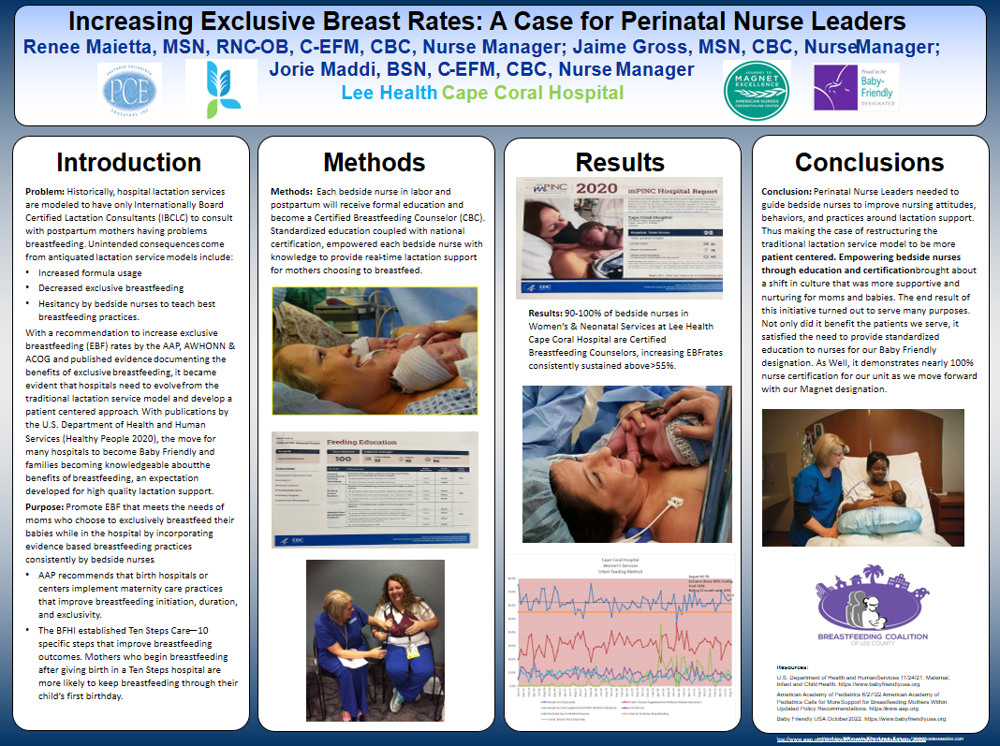 Increasing Exclusive Breast Rates: A Case for Perinatal Nurse Leaders
Renee Maietta, MSN, RNC-OB, C-EFM, CBC, Nurse Manager; Jaime Gross, MSN, CBC, NurseManager;
Jorie Maddi, BSN, C-EFM, CBC, Nurse Manager
Lee Health Cape Coral Hospital
PCE
JOURNEY TO
MAGNET
EXCELLENCE
AMERICAN NURSES
CREDENTIALING CENTER
Proud to be
Baby-
Friendly
DESIGNATED
Introduction
Problem: Historically, hospital lactation services
are modeled to have only Internationally Board
Certified Lactation Consultants (IBCLC) to consult
with postpartum mothers having problems
breastfeeding. Unintended consequences come
from antiquated lactation service models include:
• Increased formula usage
• Decreased exclusive breastfeeding
• Hesitancy by bedside nurses to teach best
breastfeeding practices.
With a recommendation to increase exclusive
breastfeeding (EBF) rates by the AAP, AWHONN &
ACOG and published evidence documenting the
benefits of exclusive breastfeeding, it became
evident that hospitals need to evolve from the
traditional lactation service model and develop a
patient centered approach. With publications by
the U.S. Department of Health and Human
Services (Healthy People 2020), the move for
many hospitals to become Baby Friendly and
families becoming knowledgeable about the
benefits of breastfeeding, an expectation
developed for high quality lactation support.
Purpose: Promote EBF that meets the needs of
moms who choose to exclusively breastfeed their
babies while in the hospital by incorporating
evidence based breastfeeding practices
consistently by bedside nurses.
• AAP recommends that birth hospitals or
centers implement maternity care practices
that improve breastfeeding initiation, duration,
and exclusivity.
• The BFHI established Ten Steps Care—10
specific steps that improve breastfeeding
outcomes. Mothers who begin breastfeeding
after giving birth in a Ten Steps hospital are
more likely to keep breastfeeding through their
child's first birthday.
Methods
Methods: Each bedside nurse in labor and
postpartum will receive formal education and
become a Certified Breastfeeding Counselor (CBC).
Standardized education coupled with national
certification, empowered each bedside nurse with
knowledge to provide real-time lactation support
for mothers choosing to breastfeed.
Feeding Education
100
CDC
Results
mPINC
2020 mPINC Hospital Report
Cape Coral Hospital
98
CDC
Results: 90-100% of bedside nurses in
Women's & Neonatal Services at Lee Health
Cape Coral Hospital are Certified
Breastfeeding Counselors, increasing EBFrates
consistently sustained above>55%.
Cape Coral Hospital
Women's Services
Infant Feeding Method
Conclusions
Conclusion: Perinatal Nurse Leaders needed to
guide bedside nurses to improve nursing attitudes,
behaviors, and practices around lactation support.
Thus making the case of restructuring the
traditional lactation service model to be more
patient centered. Empowering bedside nurses
through education and certificationbrought about
a shift in culture that was more supportive and
nurturing for moms and babies. The end result of
this initiative turned out to serve many purposes.
Not only did it benefit the patients we serve, it
satisfied the need to provide standardized
education to nurses for our Baby Friendly
designation. As Well, it demonstrates nearly 100%
nurse certification for our unit as we move forward
with our Magnet designation.
BREASTFEEDING COALITION
OF LEE COUNTY
Resources:
U.S. Department of Health and HumanServices 11/24/21. Maternal,
Infant and Child Health. https://www.babyfriendlyusa.org
American Academy of Pediatrics 6/27/22 American Academy of
Pediatrics Calls for More Support for Breastfeeding Mothers Within
Updated Policy Recommendations. https://www.aap.org
Baby Friendly USA October2022. https://www.babyfriendlyusa.org